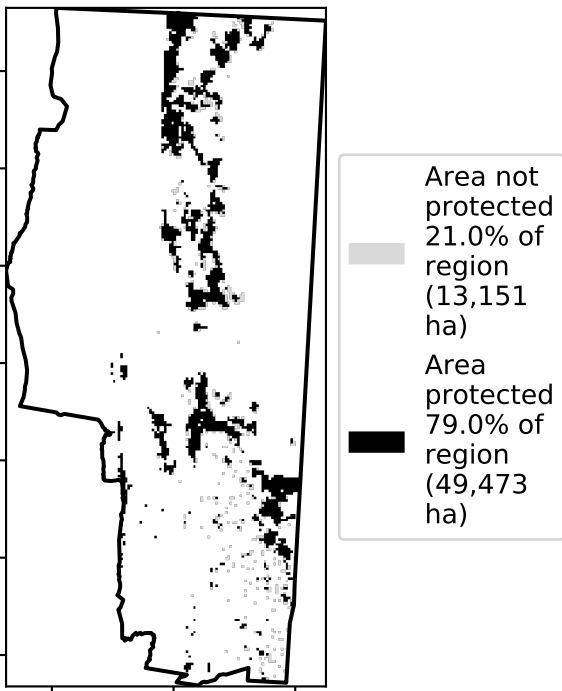 Area not
protected
21.0% of
region
(13,151
ha)
Area
protected
79.0% of
region
(49,473
ha)